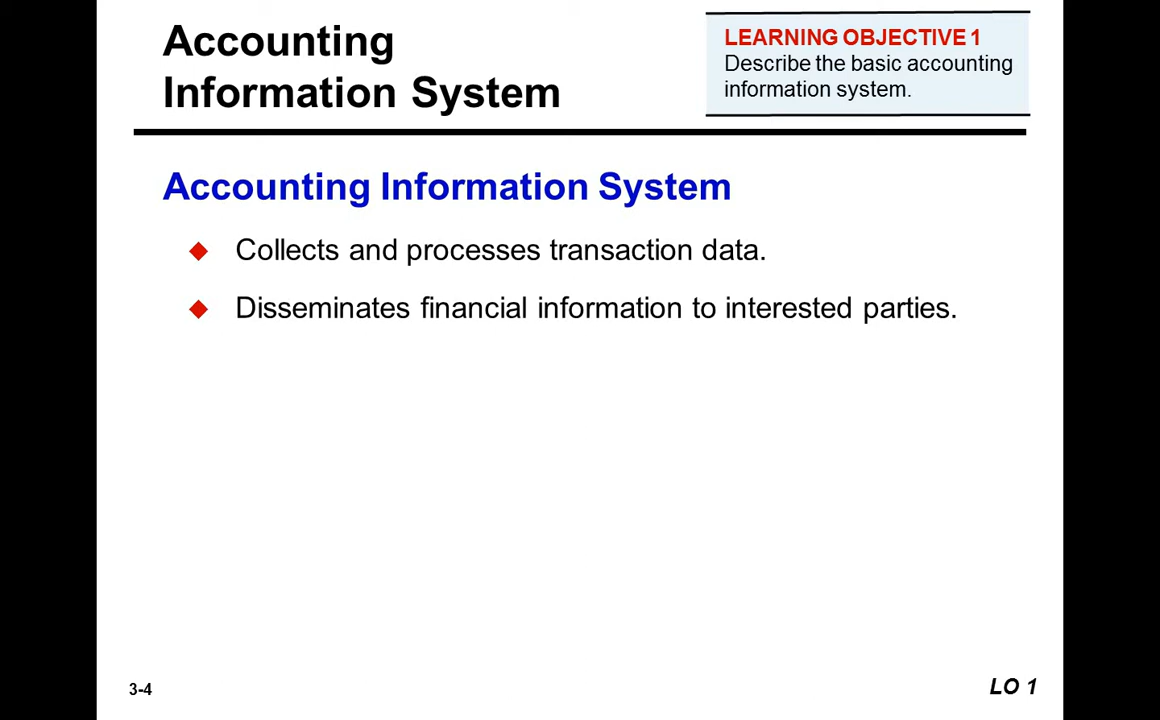 Accounting
Information System
LEARNING OBJECTIVE 1
Describe the basic accounting
information system.
Accounting Information System
Collects and processes transaction data.
Disseminates financial information to interested parties.
3-4
LO 1